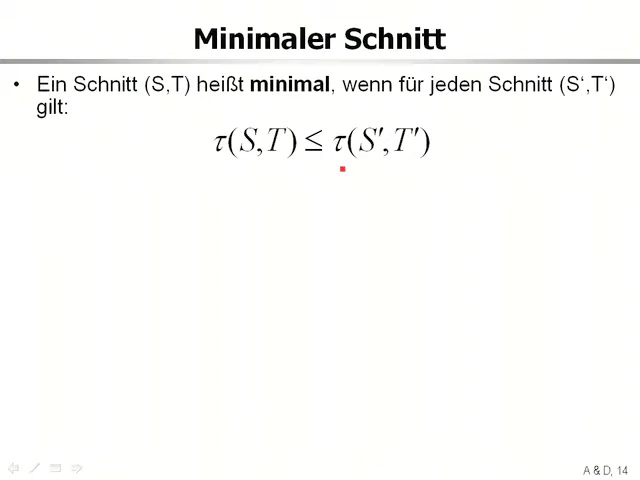 Minimaler Schnitt
• Ein Schnitt (S,T) heißt minimal, wenn für jeden Schnitt (S‘,T‘)
gilt:
τ(S,T) ≤ τ(S′,T′)
A & D, 14